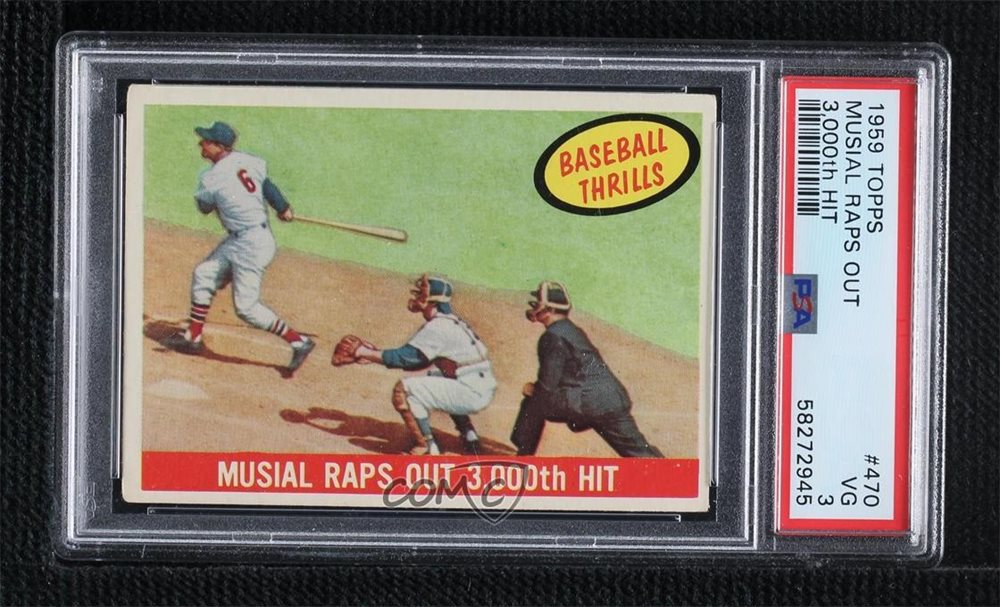 BASEBALL
THRILLS
6
MUSIAL RAPS OUT 3,000th HIT
COMC
1959 TOPPS
MUSIAL RAPS OUT
3,000th HIT
PSA
#470
VG
3
58272945